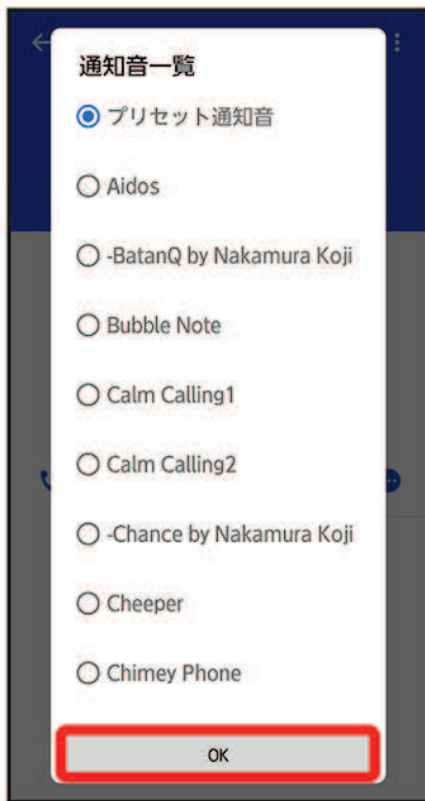 通知音一覧
プリセット通知音
Aidos
-BatanQ by Nakamura Koji
Bubble Note
Calm Calling1
Calm Calling2
-Chance by Nakamura Koji
Cheeper
Chimey Phone
OK